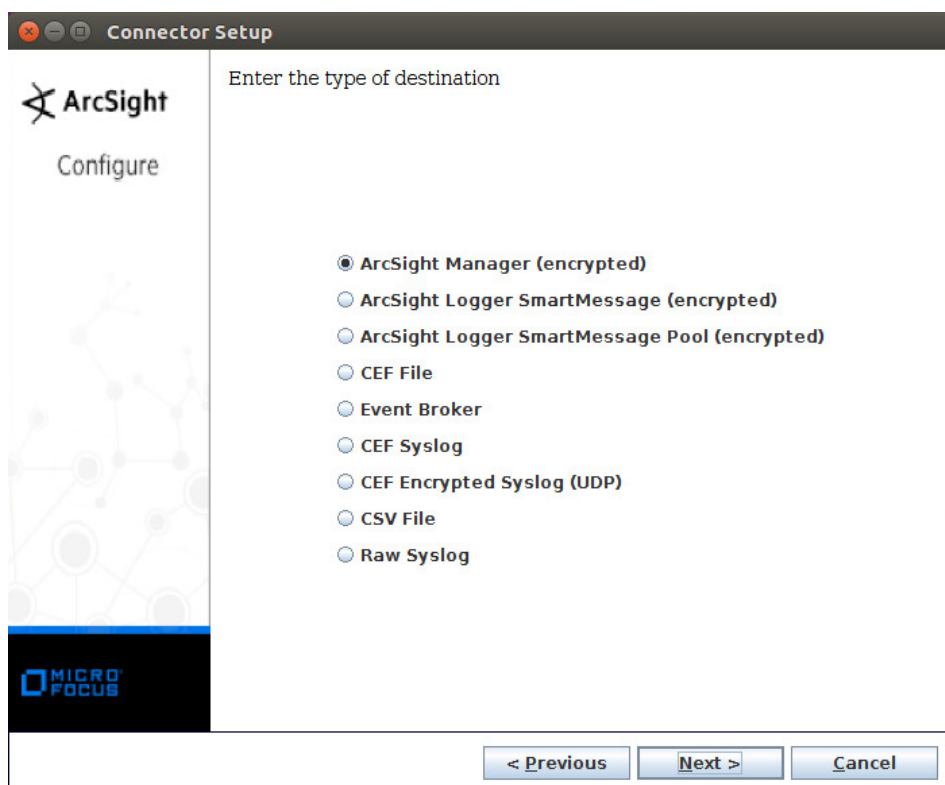 Connector Setup
ArcSight
Configure
Enter the type of destination
ArcSight Manager (encrypted)
ArcSight Logger SmartMessage (encrypted)
ArcSight Logger SmartMessage Pool (encrypted)
CEF File
Event Broker
CEF Syslog
CEF Encrypted Syslog (UDP)
CSV File
Raw Syslog
MICRO
FOCUS
< Previous
Next >
Cancel